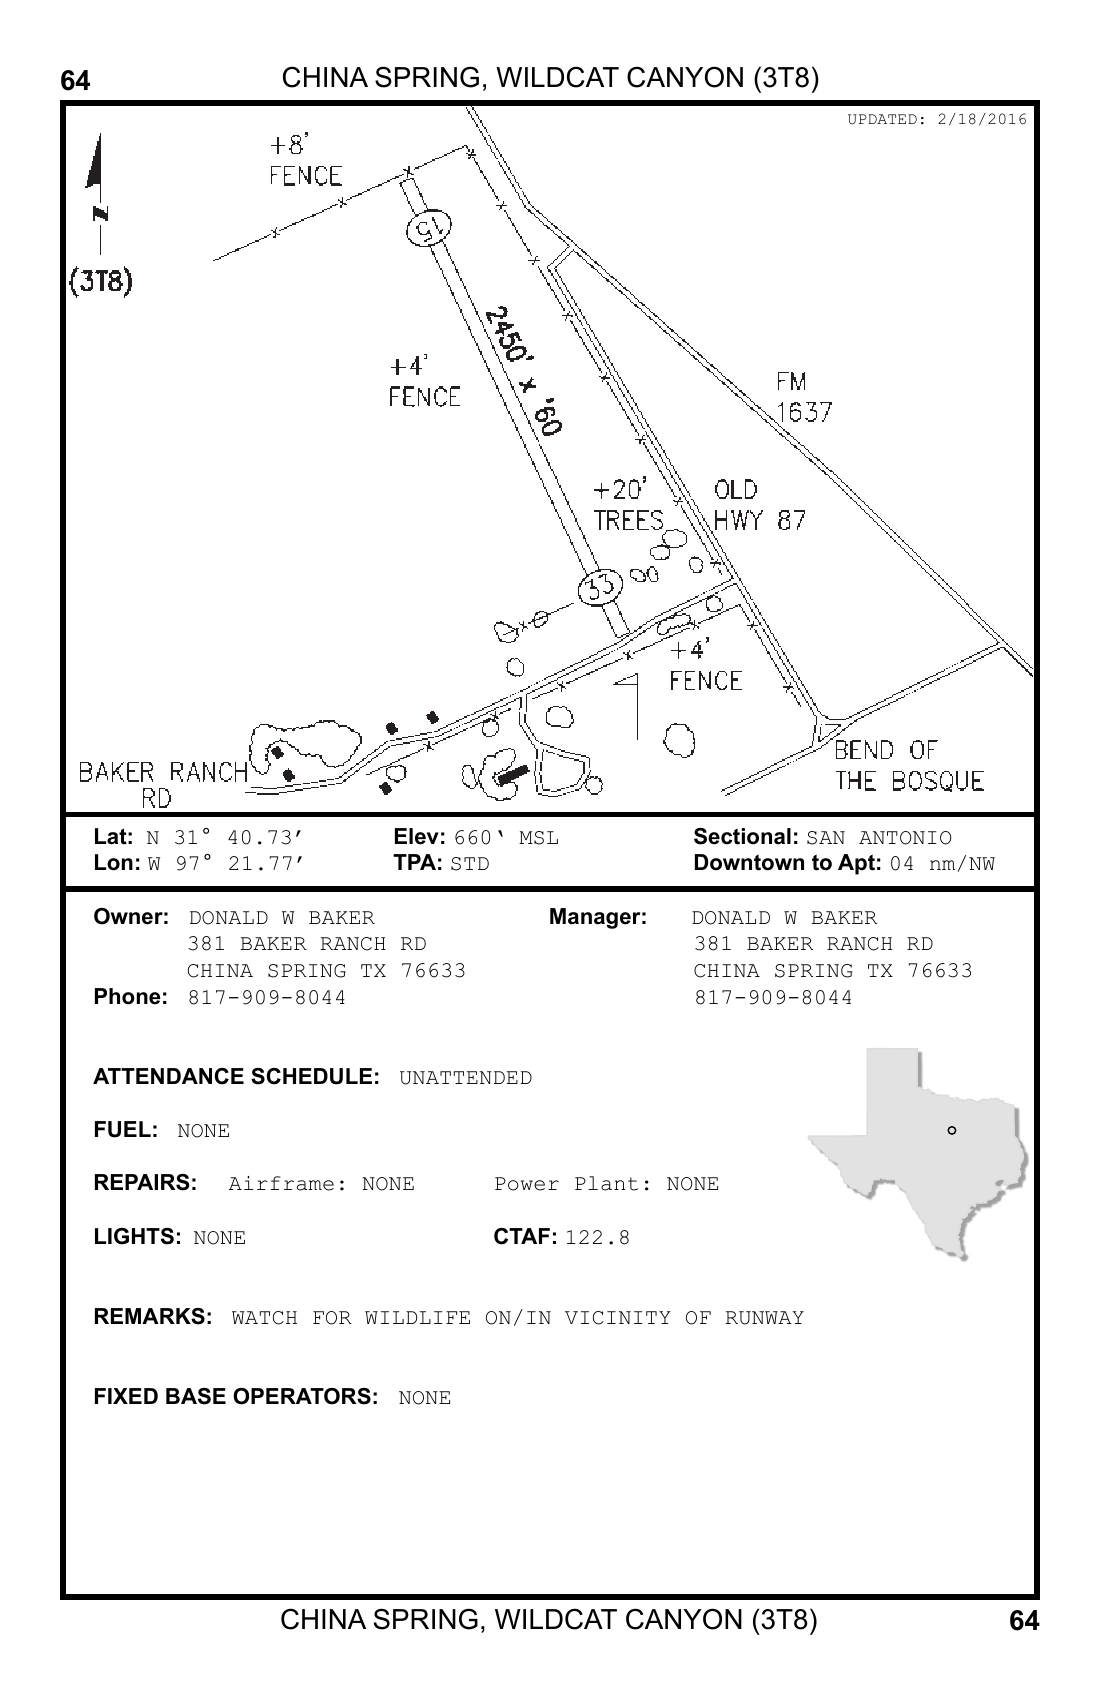 64 CHINA SPRING, WILDCAT CANYON (3T8)
UPDATED: 2/18/2016
+8'
FENCE
N
(3T8)
15
2450' x '60
+4'
FENCE
FM
1637
+20'
TREES
OLD
HWY 87
33
+4'
FENCE
BAKER RANCH
RD
BEND OF
THE BOSQUE
Lat: N 31° 40.73′ Elev: 660‘ MSL Sectional: SAN ANTONIO
Lon: W 97° 21.77′ TPA: STD Downtown to Apt: 04 nm/NW
Owner: DONALD W BAKER Manager: DONALD W BAKER
381 BAKER RANCH RD 381 BAKER RANCH RD
CHINA SPRING TX 76633 CHINA SPRING TX 76633
Phone: 817-909-8044 817-909-8044
ATTENDANCE SCHEDULE: UNATTENDED
FUEL: NONE
REPAIRS: Airframe: NONE Power Plant: NONE
LIGHTS: NONE CTAF: 122.8
REMARKS: WATCH FOR WILDLIFE ON/IN VICINITY OF RUNWAY
FIXED BASE OPERATORS: NONE
CHINA SPRING, WILDCAT CANYON (3T8) 64